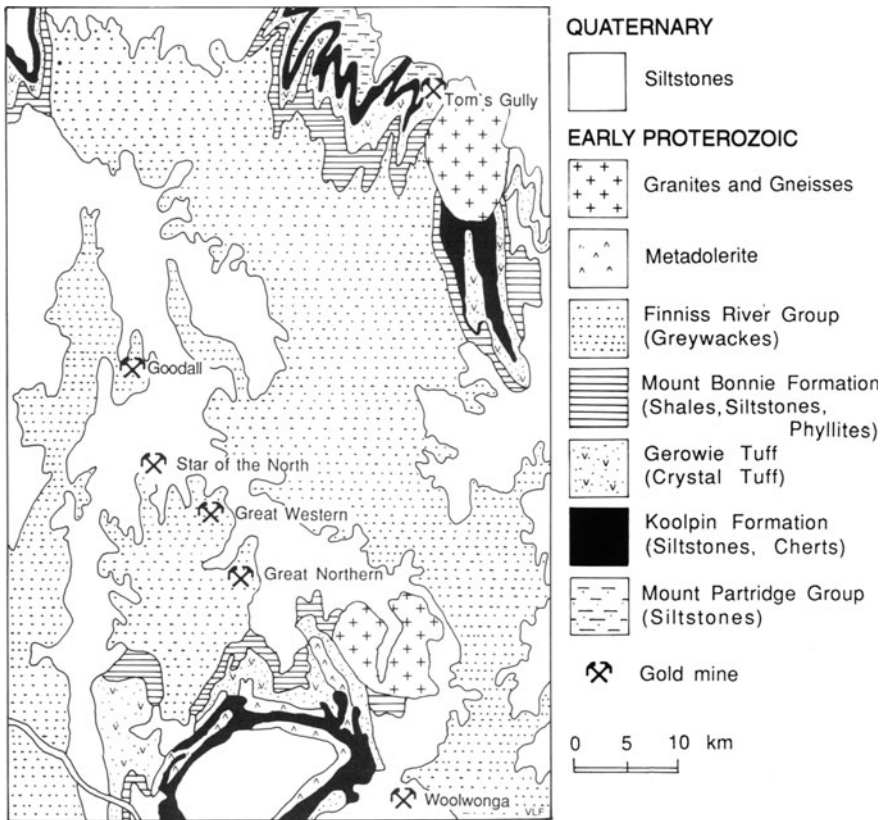 Tom's Gully
Goodall
Star of the North
Great Western
Great Northern
Woolwonga
VLF
QUATERNARY
Siltstones
EARLY PROTEROZOIC
Granites and Gneisses
Metadolerite
Finniss River Group
(Greywackes)
Mount Bonnie Formation
(Shales, Siltstones,
Phyllites)
Gerowie Tuff
(Crystal Tuff)
Koolpin Formation
(Siltstones, Cherts)
Mount Partridge Group
(Siltstones)
Gold mine
0 5 10 km